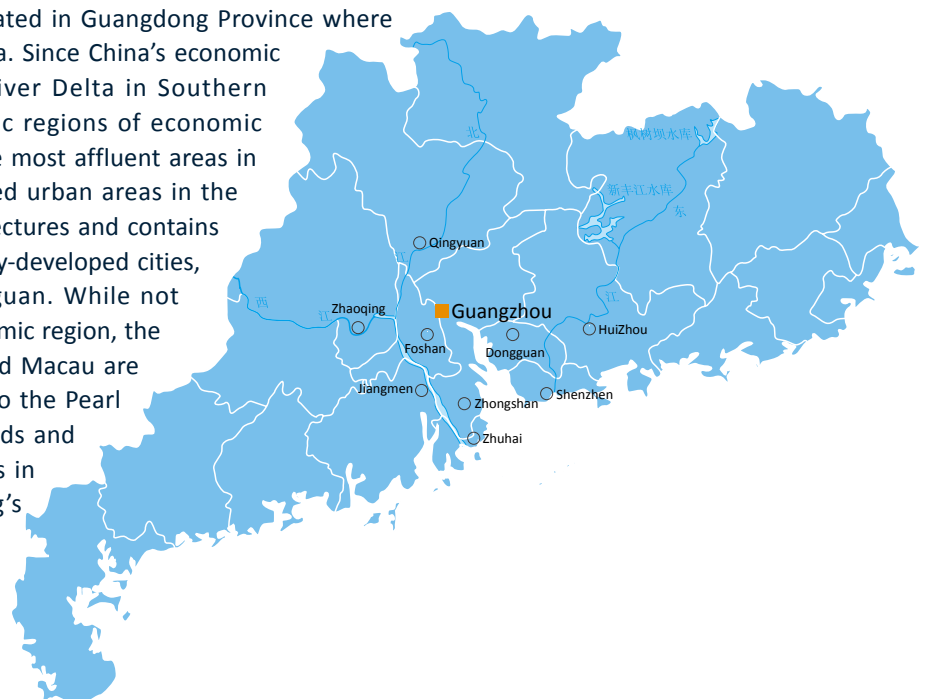 ated in Guangdong Province where
a. Since China’s economic
iver Delta in Southern
ic regions of economic
e most affluent areas in
ed urban areas in the
ectures and contains
y-developed cities,
guan. While not
mic region, the
d Macau are
o the Pearl
ds and
s in
g’s
北
枫树坝水库
新丰江水库
东
Qingyuan
江
西
江
江
Zhaoqing
Guangzhou
HuiZhou
Foshan
Dongguan
Jiangmen
Shenzhen
Zhongshan
Zhuhai